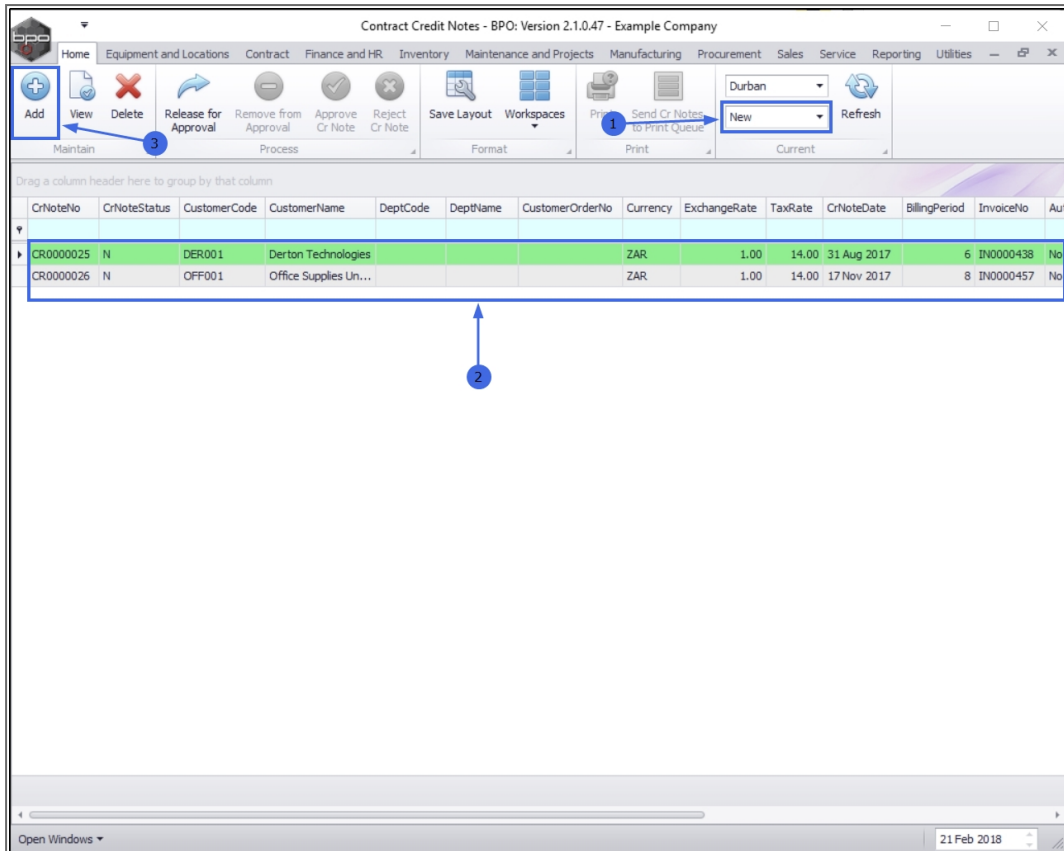 Contract Credit Notes - BPO: Version 2.1.0.47 - Example Company
bpo
Home Equipment and Locations Contract Finance and HR Inventory Maintenance and Projects Manufacturing Procurement Sales Service Reporting Utilities
Add View Delete Release for Approval Remove from Approval Approve Cr Note Reject Cr Note Save Layout Workspaces Print Send Cr Notes to Print Queue Durban New Refresh
1
3
Maintain Process Format Print Current
Drag a column header here to group by that column
CrNoteNo CrNoteStatus CustomerCode CustomerName DeptCode DeptName CustomerOrderNo Currency ExchangeRate TaxRate CrNoteDate BillingPeriod InvoiceNo Aut
CR0000025 N DER001 Derton Technologies ZAR 1.00 14.00 31 Aug 2017 6 IN0000438 No
CR0000026 N OFF001 Office Supplies Un... ZAR 1.00 14.00 17 Nov 2017 8 IN0000457 No
2
Open Windows 21 Feb 2018